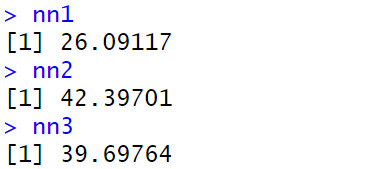 > nn1
[1] 26.09117
> nn2
[1] 42.39701
> nn3
[1] 39.69764